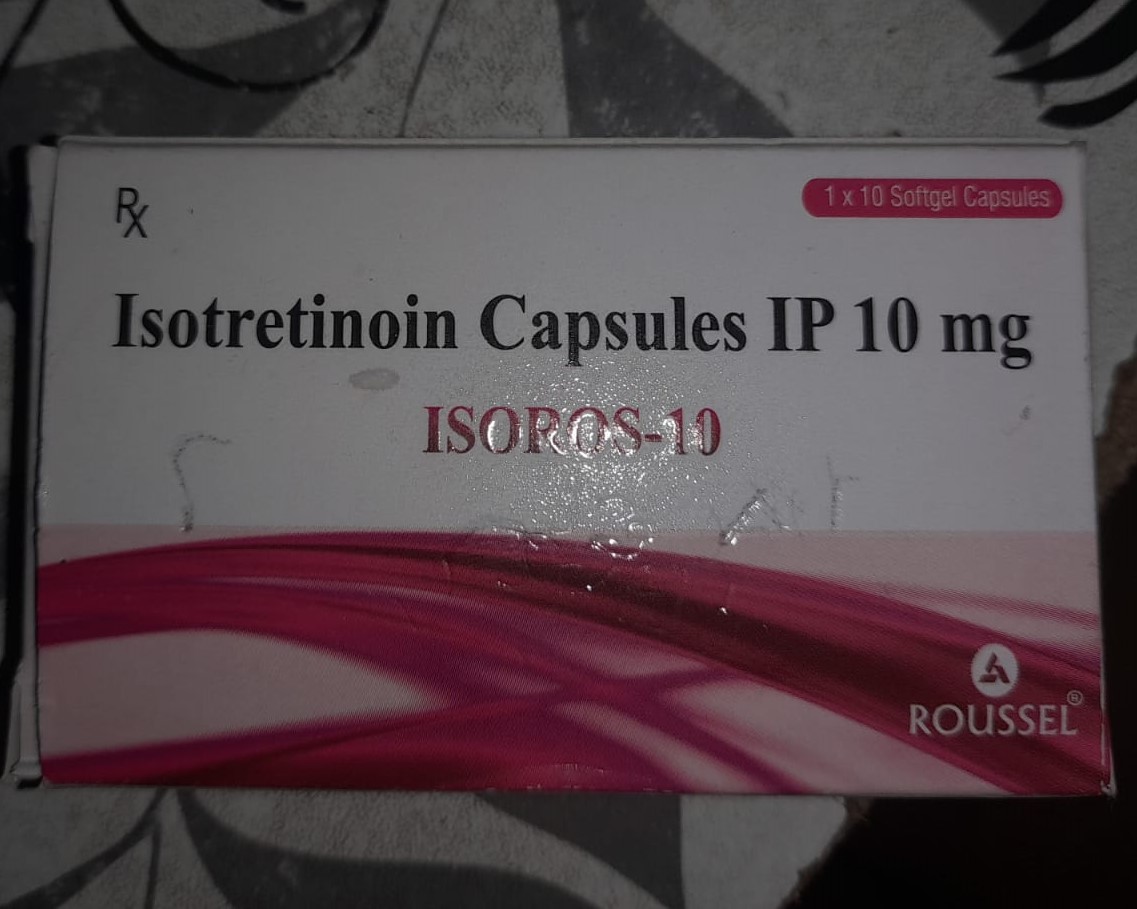 Rx
1 x 10 Softgel Capsules
Isotretinoin Capsules IP 10 mg
ISOROS-10
ROUSSEL®